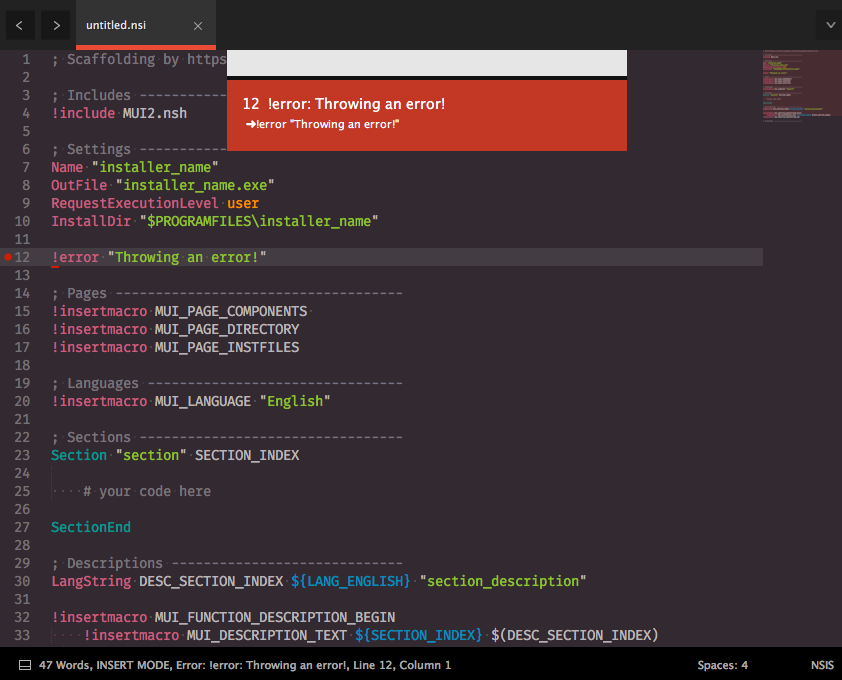 untitled.nsi
1 ; Scaffolding by https
2
3 ; Includes -----------
4 !include MUI2.nsh
5
6 ; Settings -----------
7 Name "installer_name"
8 OutFile "installer_name.exe"
9 RequestExecutionLevel user
10 InstallDir "$PROGRAMFILES\installer_name"
11
12 !error "Throwing an error!"
13
14 ; Pages ------------------------------------
15 !insertmacro MUI_PAGE_COMPONENTS
16 !insertmacro MUI_PAGE_DIRECTORY
17 !insertmacro MUI_PAGE_INSTFILES
18
19 ; Languages --------------------------------
20 !insertmacro MUI_LANGUAGE "English"
21
22 ; Sections ---------------------------------
23 Section "section" SECTION_INDEX
24
25 # your code here
26
27 SectionEnd
28
29 ; Descriptions -----------------------------
30 LangString DESC_SECTION_INDEX ${LANG_ENGLISH} "section_description"
31
32 !insertmacro MUI_FUNCTION_DESCRIPTION_BEGIN
33 !insertmacro MUI_DESCRIPTION_TEXT ${SECTION_INDEX} $(DESC_SECTION_INDEX)
12 !error: Throwing an error!
➜!error "Throwing an error!"
47 Words, INSERT MODE, Error: !error: Throwing an error!, Line 12, Column 1
Spaces: 4
NSIS